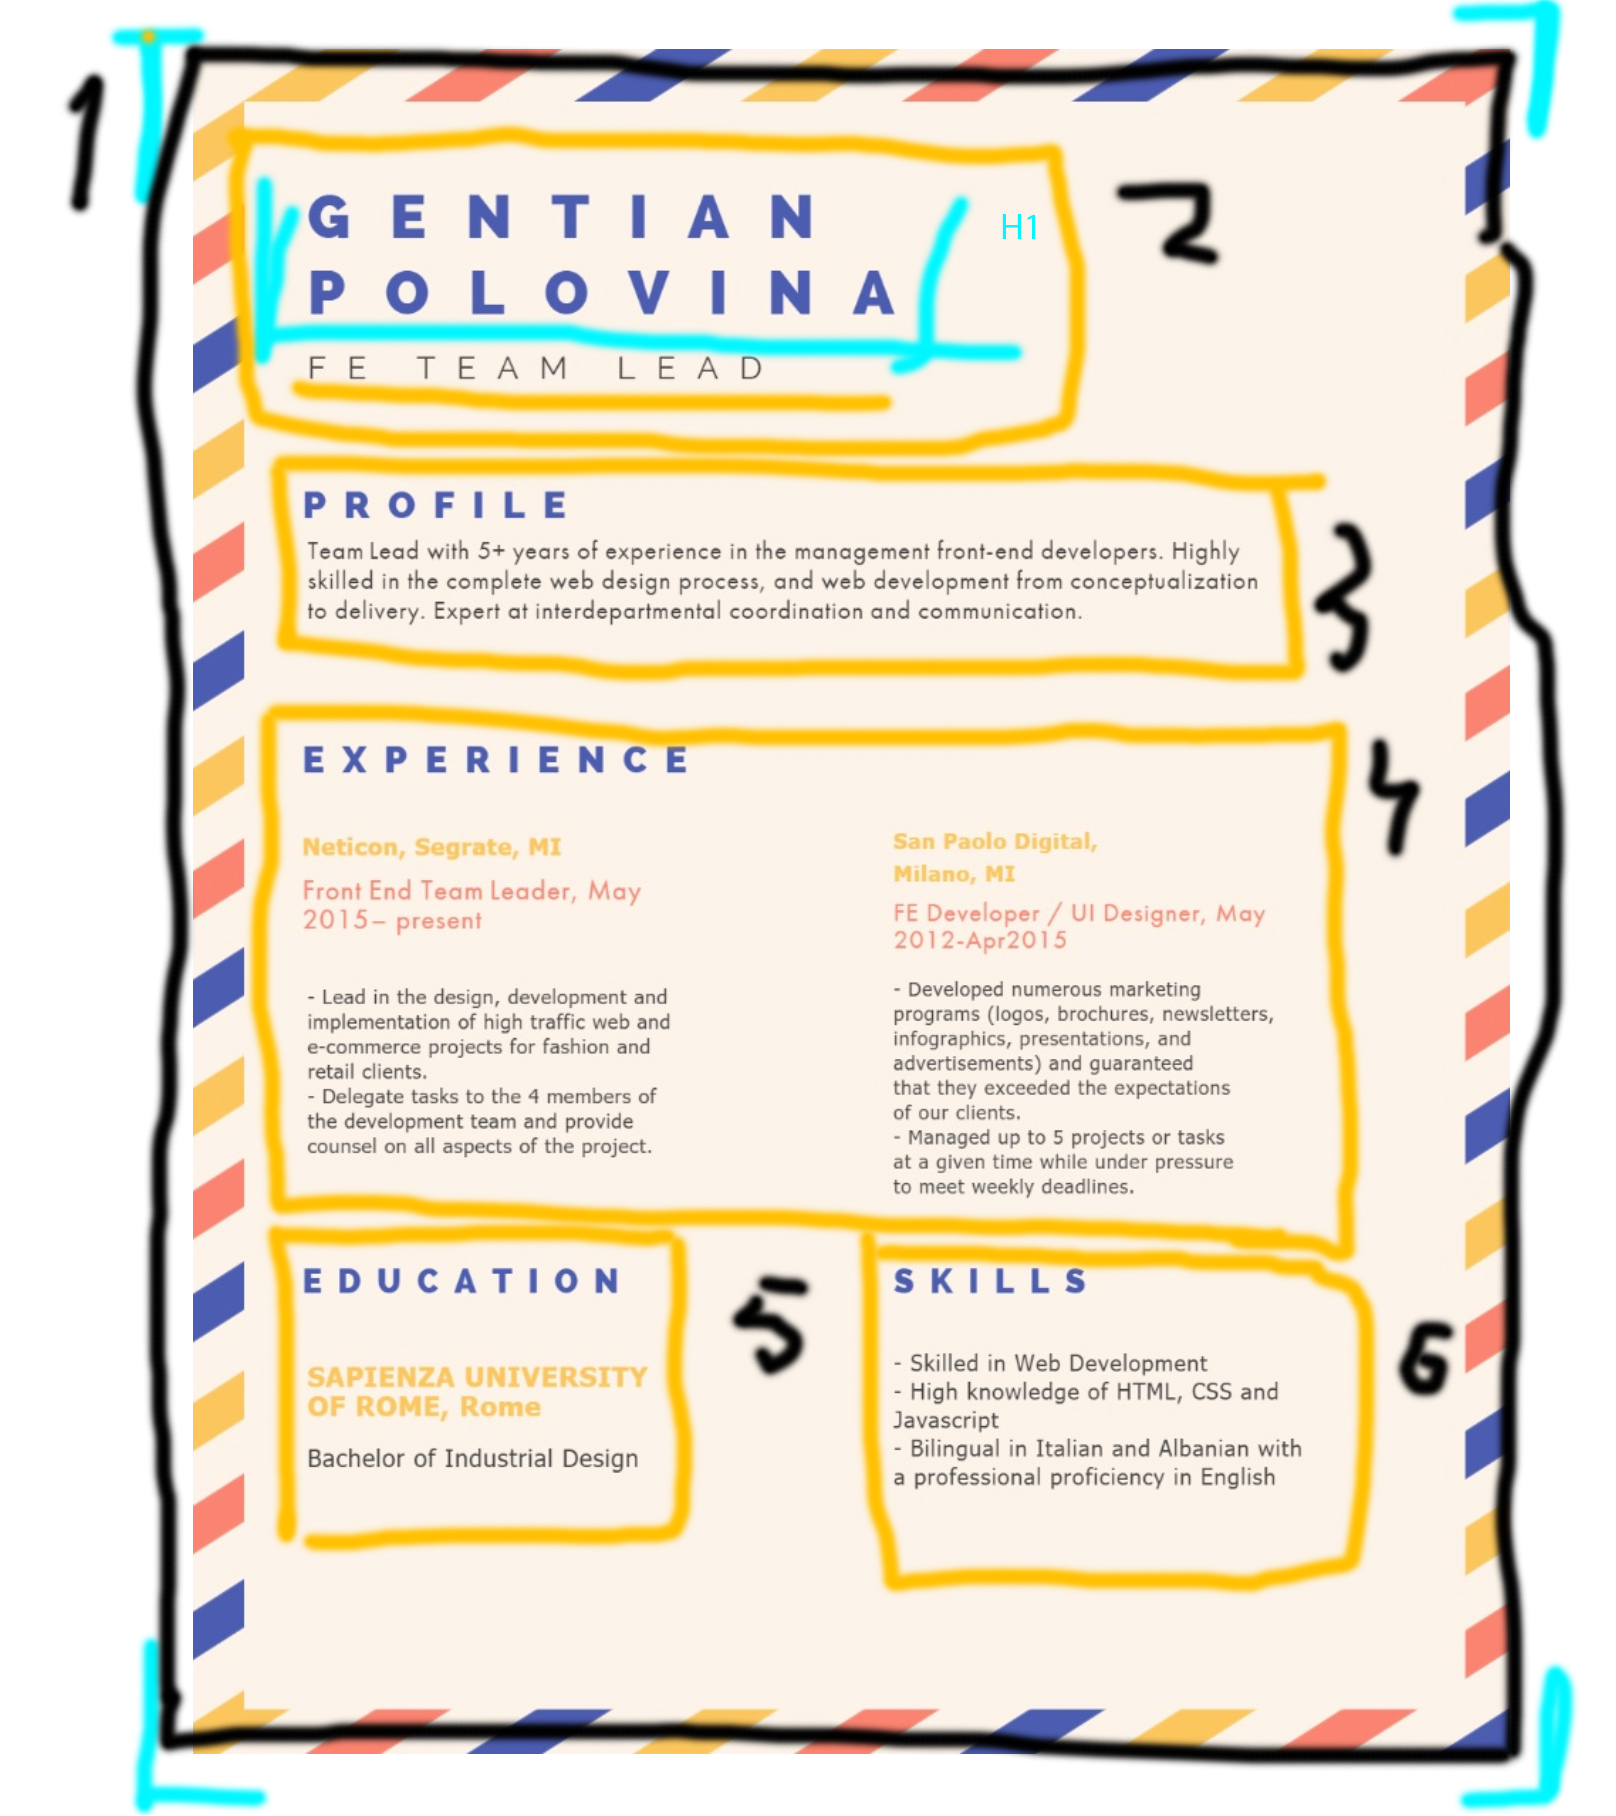 1
GENTIAN
H1
2
POLOVINA
FE TEAM LEAD
PROFILE
Team Lead with 5+ years of experience in the management front-end developers. Highly
skilled in the complete web design process, and web development from conceptualization
to delivery. Expert at interdepartmental coordination and communication.
3
EXPERIENCE
4
Neticon, Segrate, MI
Front End Team Leader, May
2015– present
- Lead in the design, development and
implementation of high traffic web and
e-commerce projects for fashion and
retail clients.
- Delegate tasks to the 4 members of
the development team and provide
counsel on all aspects of the project.
San Paolo Digital,
Milano, MI
FE Developer / UI Designer, May
2012-Apr2015
- Developed numerous marketing
programs (logos, brochures, newsletters,
infographics, presentations, and
advertisements) and guaranteed
that they exceeded the expectations
of our clients.
- Managed up to 5 projects or tasks
at a given time while under pressure
to meet weekly deadlines.
EDUCATION
5
SAPIENZA UNIVERSITY
OF ROME, Rome
Bachelor of Industrial Design
SKILLS
6
- Skilled in Web Development
- High knowledge of HTML, CSS and
Javascript
- Bilingual in Italian and Albanian with
a professional proficiency in English